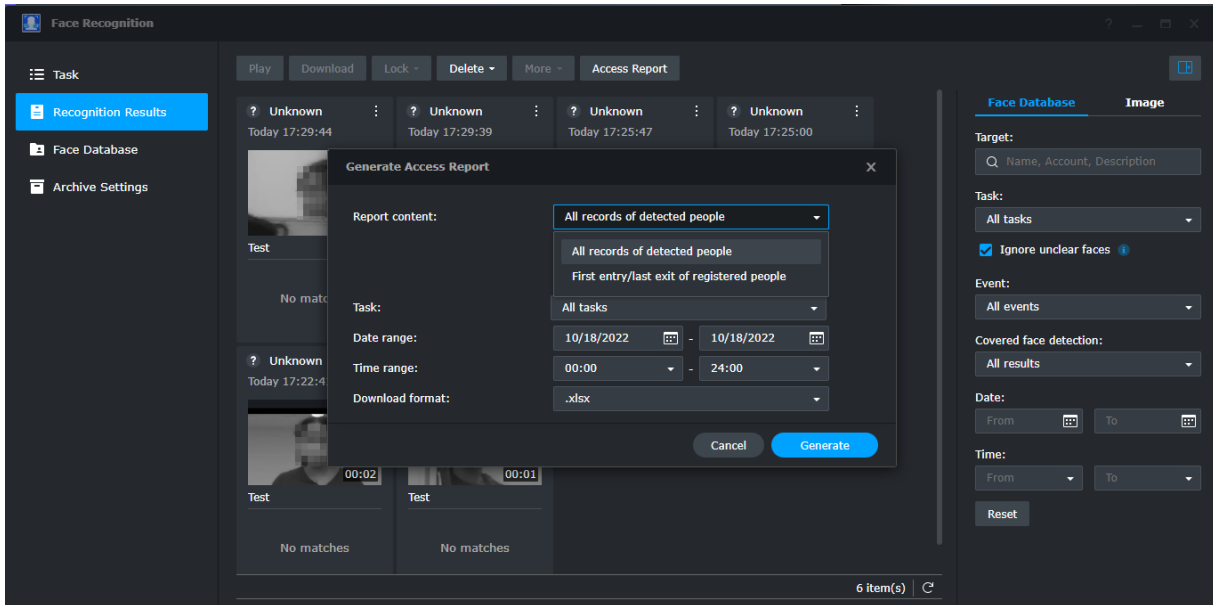 Face Recognition
Task
Recognition Results
Face Database
Archive Settings
Play Download Lock Delete More Access Report
? Unknown
Today 17:29:44
? Unknown
Today 17:29:39
? Unknown
Today 17:25:47
? Unknown
Today 17:25:00
Test
No matc
? Unknown
Today 17:22:4
00:02
Test
No matches
00:01
Test
No matches
6 item(s)
Generate Access Report
Report content: All records of detected people
All records of detected people
First entry/last exit of registered people
Task: All tasks
Date range: 10/18/2022 - 10/18/2022
Time range: 00:00 - 24:00
Download format: .xlsx
Cancel Generate
Face Database Image
Target:
Name, Account, Description
Task:
All tasks
Ignore unclear faces
Event:
All events
Covered face detection:
All results
Date:
From To
Time:
From To
Reset